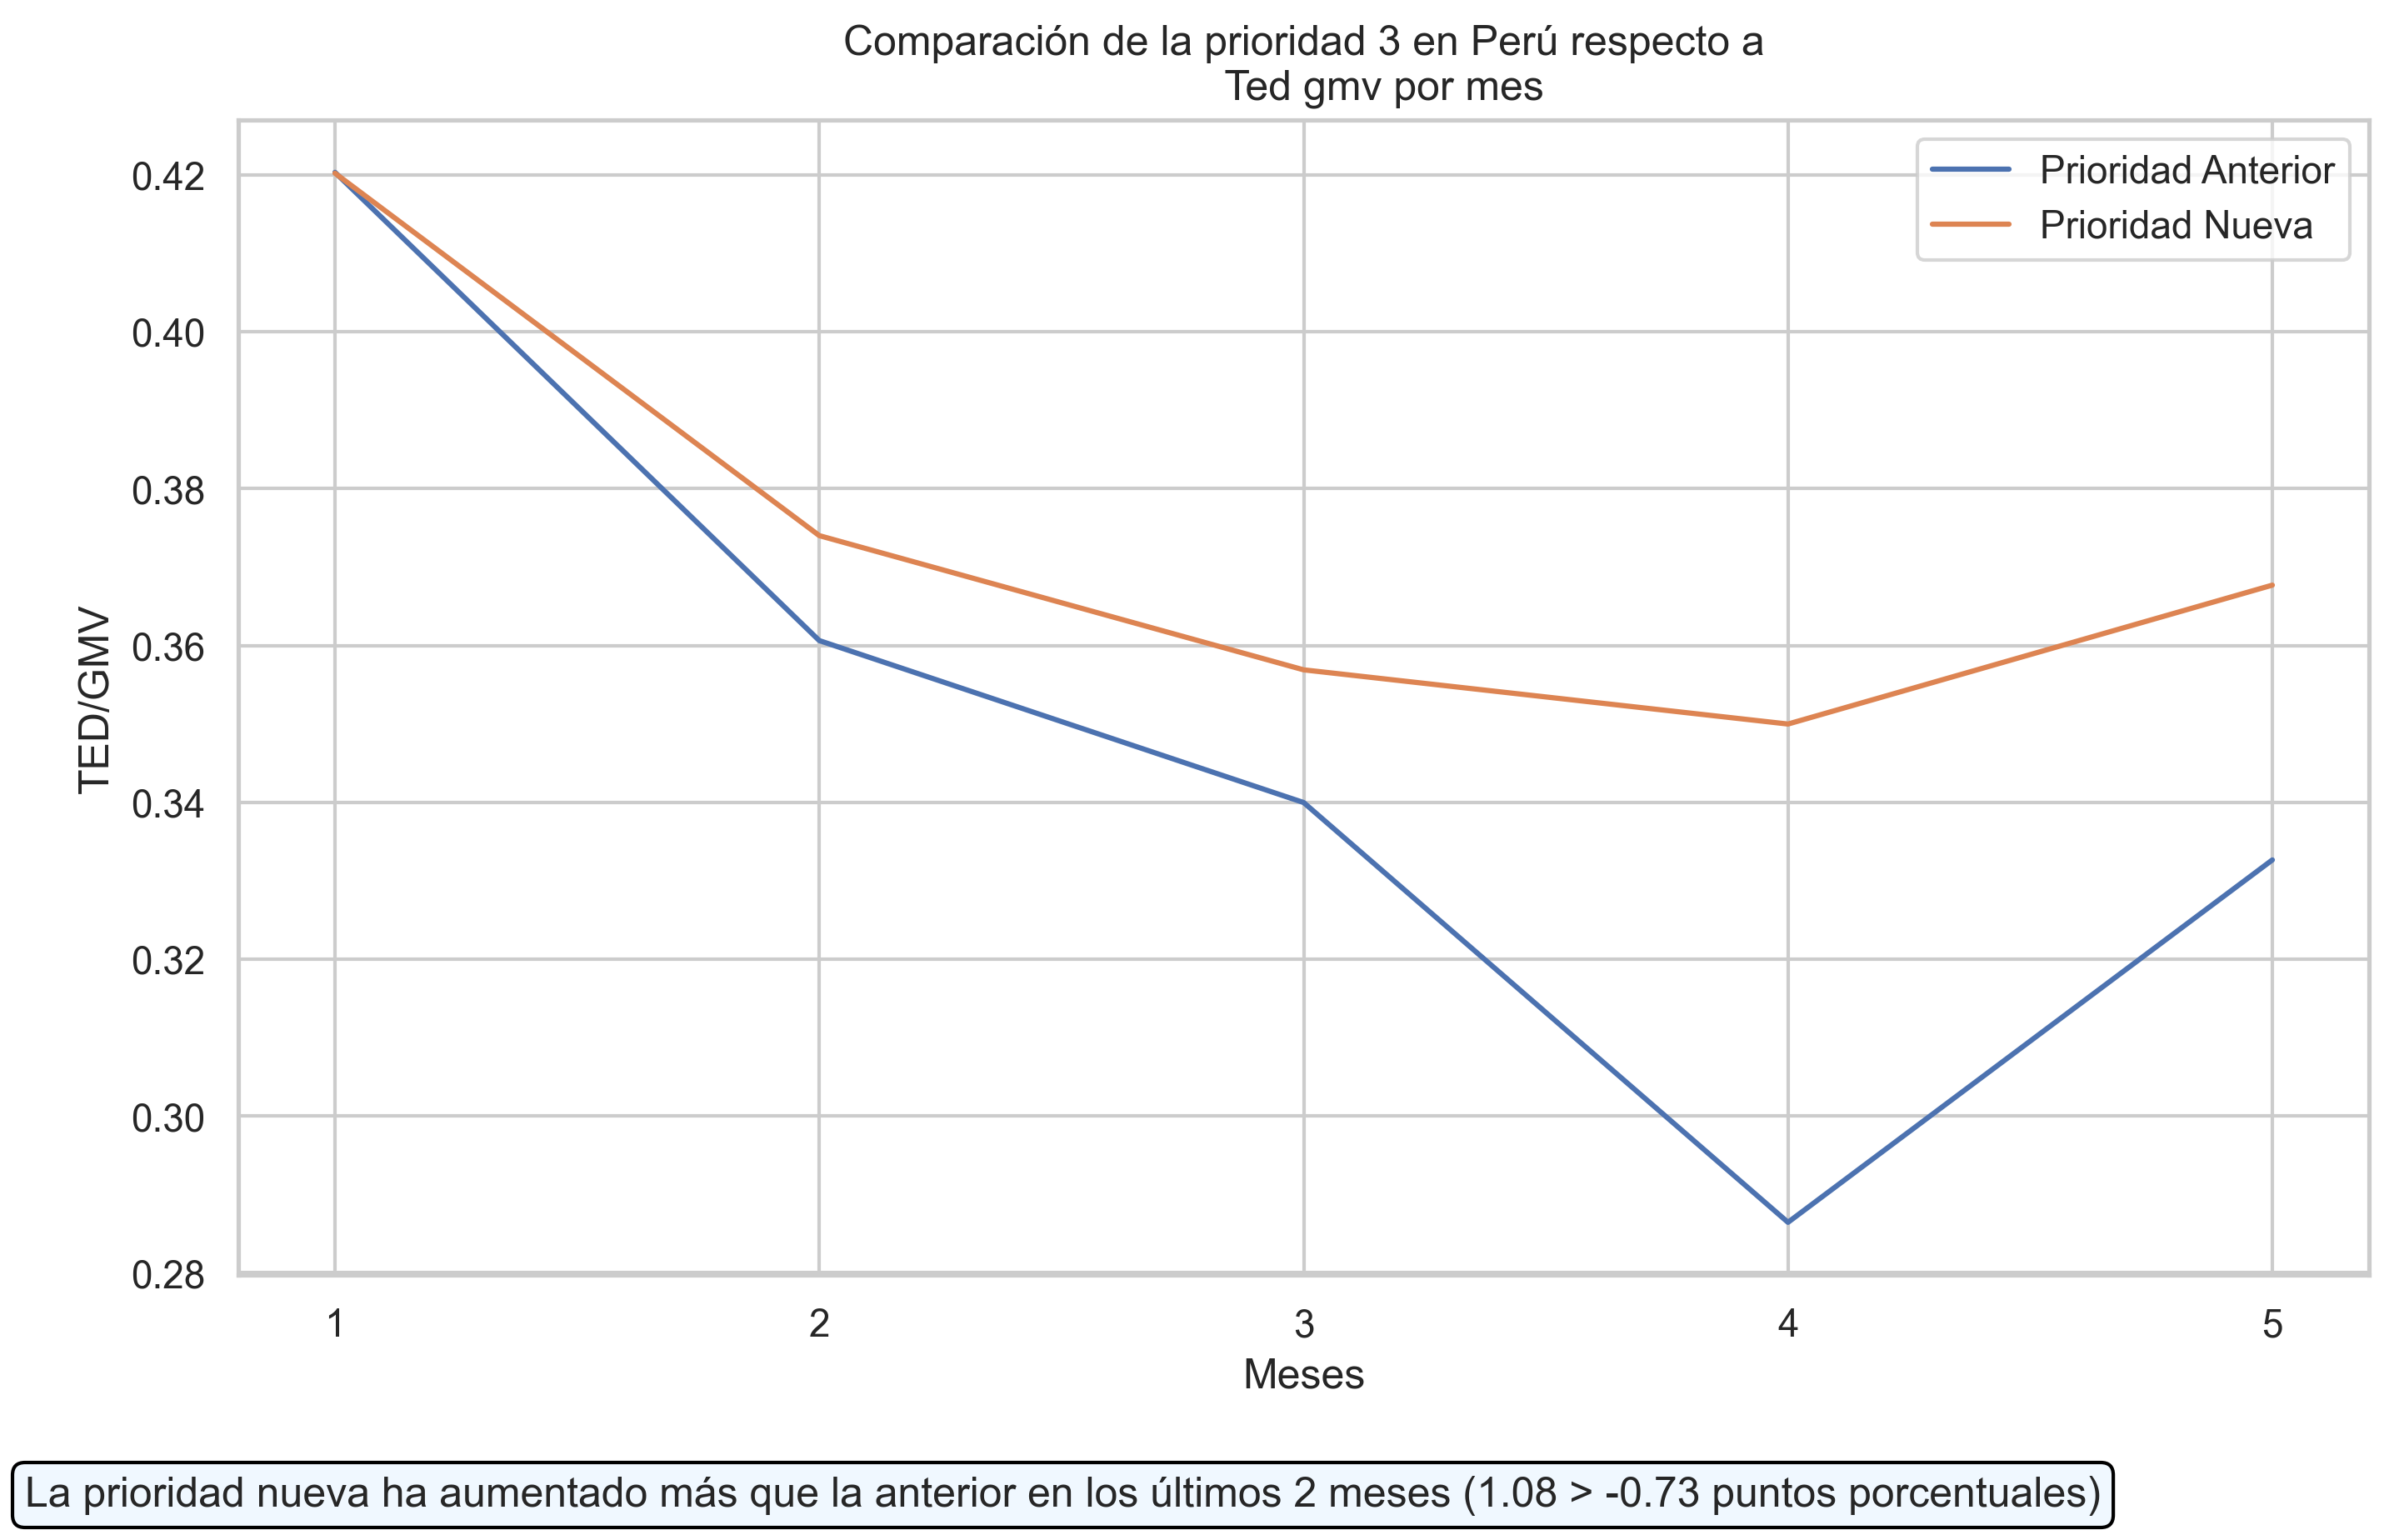 Comparación de la prioridad 3 en Perú respecto a
Ted gmv por mes
Prioridad Anterior
Prioridad Nueva
0.42
0.40
0.38
0.36
0.34
0.32
0.30
0.28
TED/GMV
1
2
3
4
5
Meses
La prioridad nueva ha aumentado más que la anterior en los últimos 2 meses (1.08 > -0.73 puntos porcentuales)